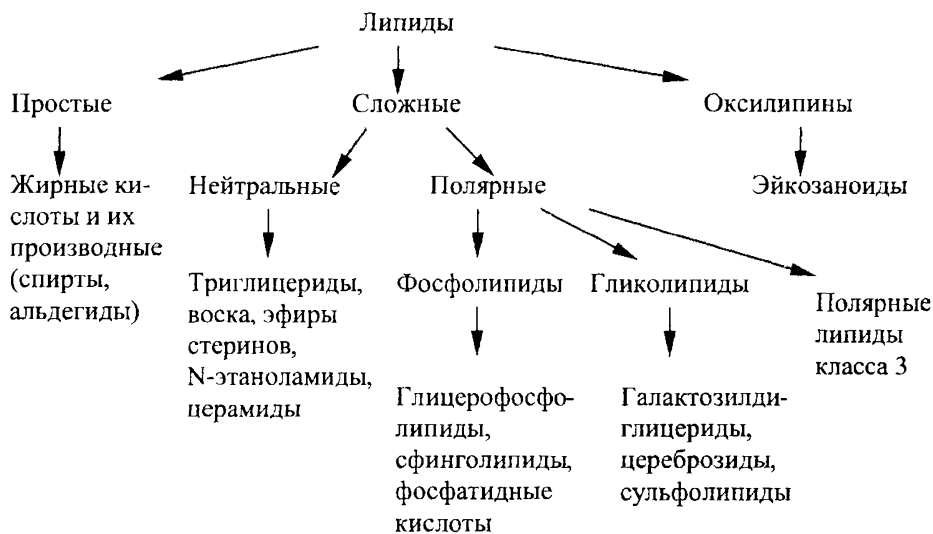 Липиды
Простые
Сложные
Оксилипины
Жирные ки-
слоты и их
производные
(спирты,
альдегиды)
Нейтральные
Полярные
Эйкозаноиды
Триглицериды,
воска, эфиры
стеринов,
N-этаноламиды,
церамиды
Фосфолипиды
Гликолипиды
Полярные
липиды
класса 3
Глицерофосфо-
липиды,
сфинголипиды,
фосфатидные
кислоты
Галактозилди-
глицериды,
цереброзиды,
сульфолипиды